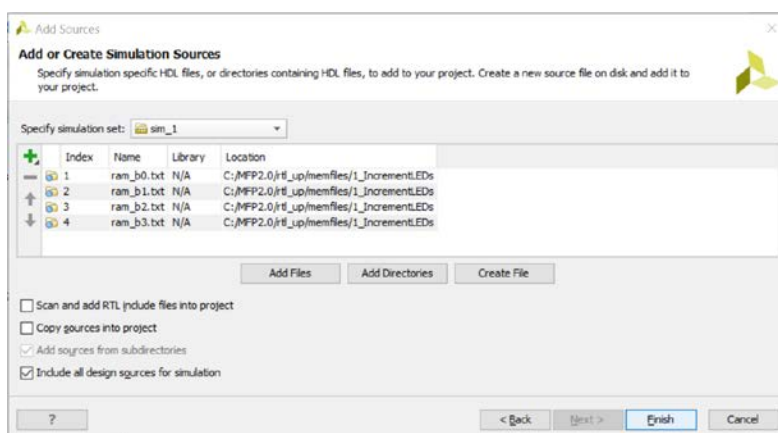 Add Sources
Add or Create Simulation Sources
Specify simulation specific HDL files, or directories containing HDL files, to add to your project. Create a new source file on disk and add it to
your project.
Specify simulation set: sim_1
Index Name Library Location
1 ram_b0.txt N/A C:/MFP2.0/rtl_up/memfiles/1_IncrementLEDs
2 ram_b1.txt N/A C:/MFP2.0/rtl_up/memfiles/1_IncrementLEDs
3 ram_b2.txt N/A C:/MFP2.0/rtl_up/memfiles/1_IncrementLEDs
4 ram_b3.txt N/A C:/MFP2.0/rtl_up/memfiles/1_IncrementLEDs
Add Files Add Directories Create File
Scan and add RTL include files into project
Copy sources into project
Add sources from subdirectories
Include all design sources for simulation
? < Back Next > Finish Cancel